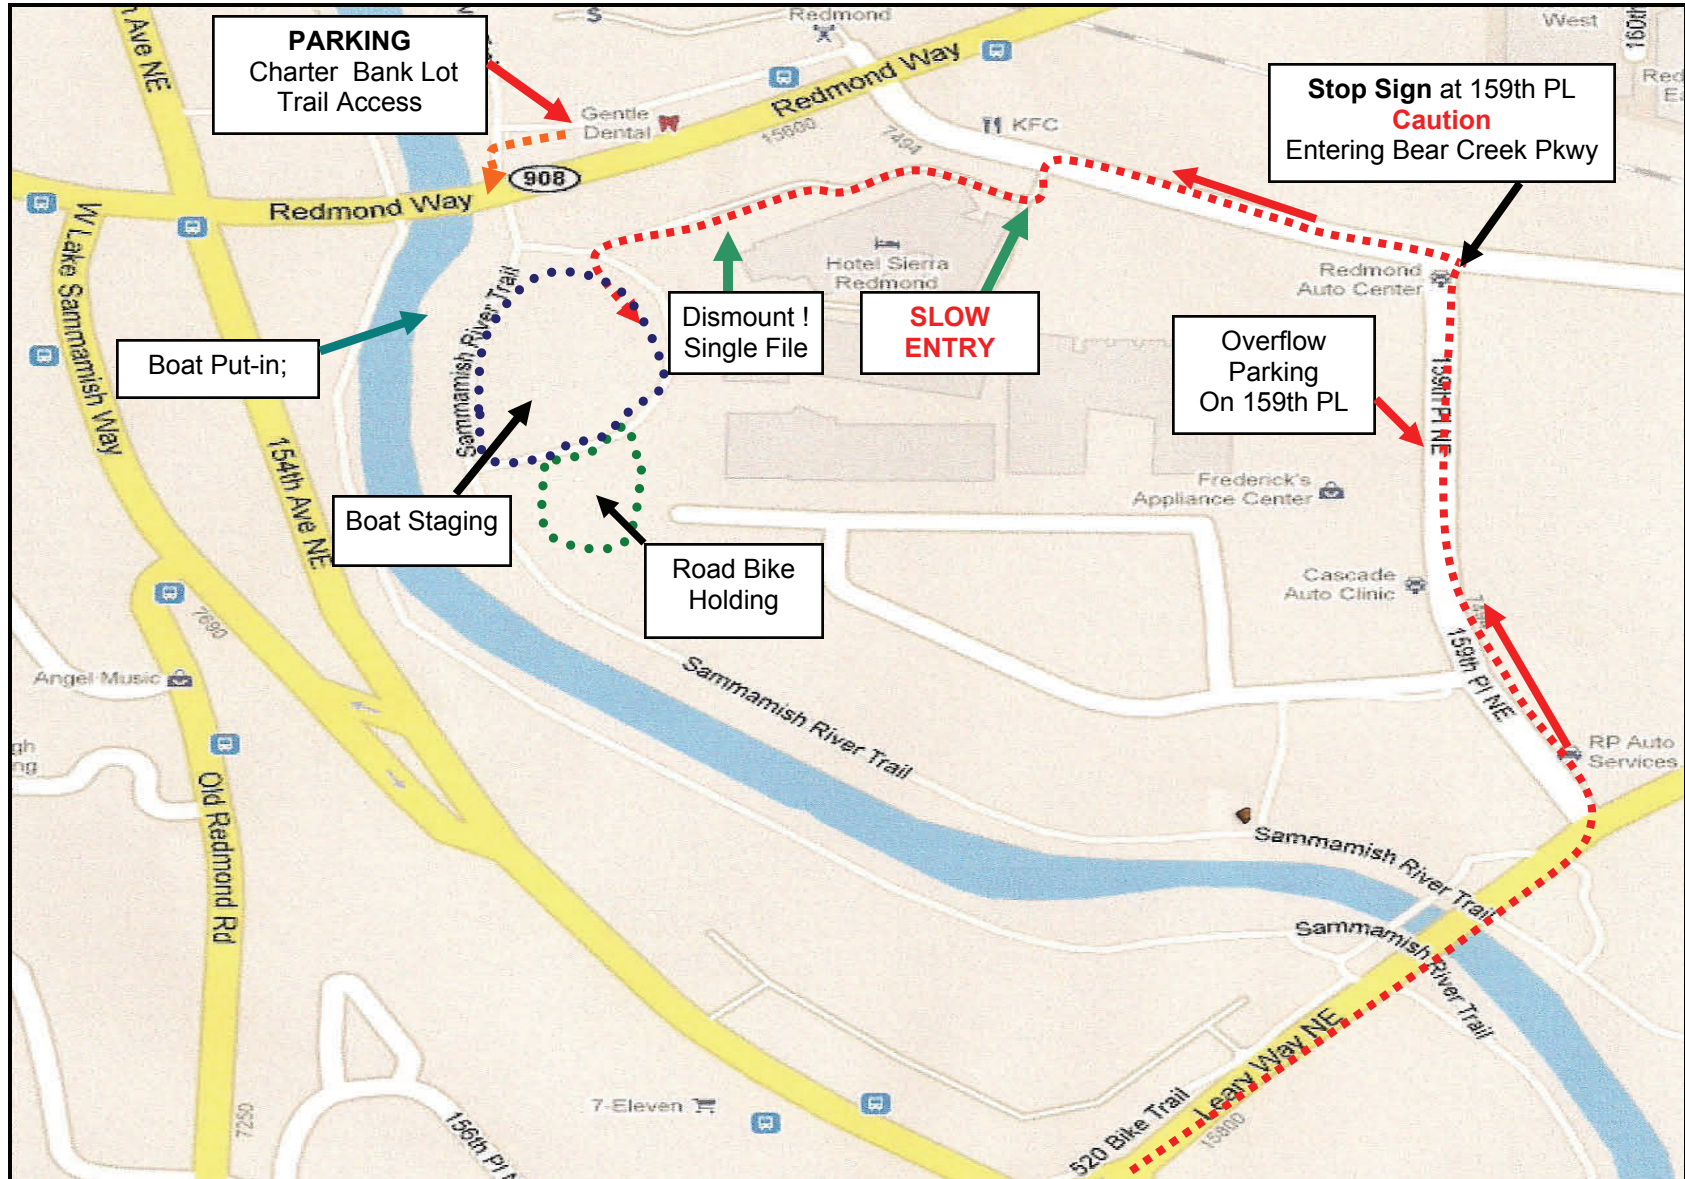 PARKING
Charter Bank Lot
Trail Access
Redmond
West
160th
Stop Sign at 159th PL
Caution
Entering Bear Creek Pkwy
Ave NE
Gentle
Dental
Redmond Way
15600
7494
KFC
908
Redmond Way
Hotel Sierra
Redmond
Redmond
Auto Center
Dismount !
Single File
SLOW
ENTRY
Overflow
Parking
On 159th PL
Boat Put-in;
W Lake Sammamish Way
Sammamish River Trail
159th Pl NE
154th Ave NE
Boat Staging
Road Bike
Holding
Frederick's
Appliance Center
Cascade
Auto Clinic
7690
Angel Music
159th Pl NE
Sammamish River Trail
RP Auto
Services
Old Redmond Rd
Sammamish River Trail
Sammamish River Trail
Leary Way NE
15800
520 Bike Trail
7-Eleven
7250
156th Pl N